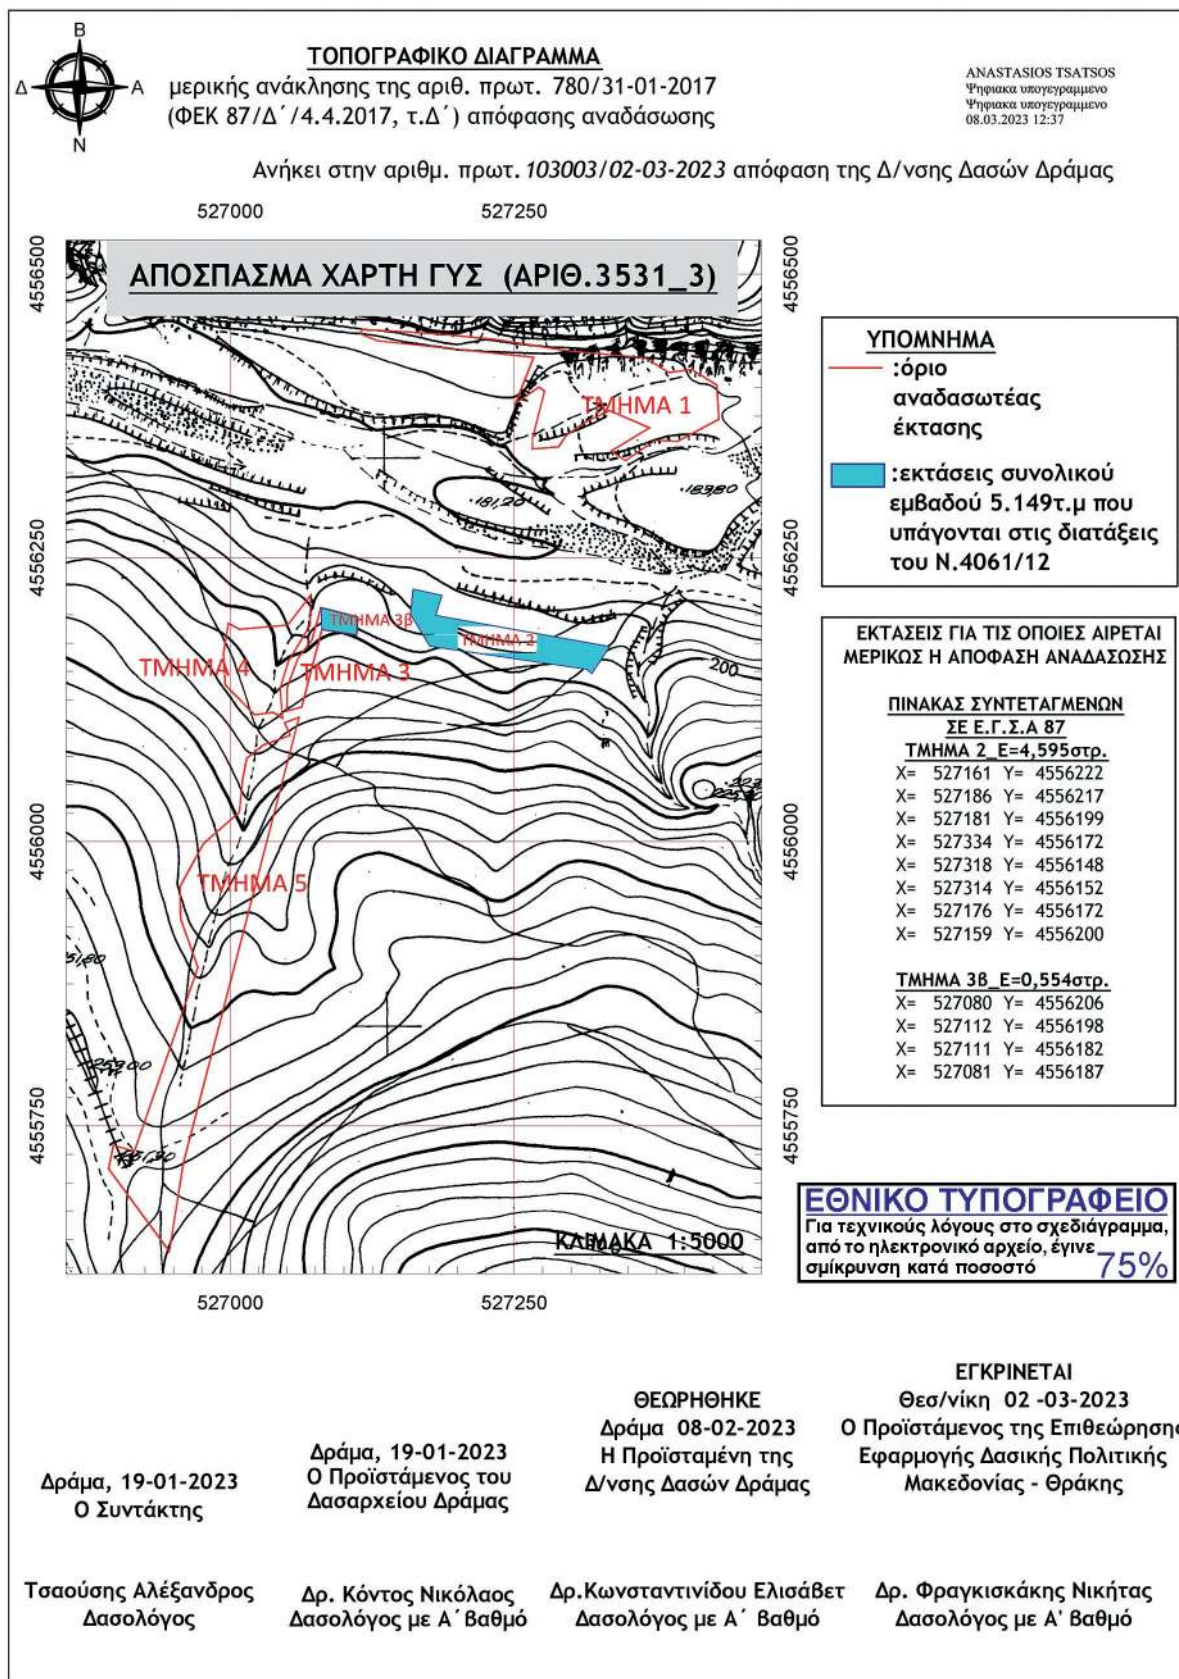 Β
Δ
Α
Ν
ΤΟΠΟΓΡΑΦΙΚΟ ΔΙΑΓΡΑΜΜΑ
μερικής ανάκλησης της αριθ. πρωτ. 780/31-01-2017
(ΦΕΚ 87/Δ΄/4.4.2017, τ.Δ΄) απόφασης αναδάσωσης
ANASTASIOS TSATSOS
Ψηφιακα υπογεγραμμενο
Ψηφιακα υπογεγραμμενο
08.03.2023 12:37
Ανήκει στην αριθμ. πρωτ. 103003/02-03-2023 απόφαση της Δ/νσης Δασών Δράμας
527000
527250
4556500
4556500
ΑΠΟΣΠΑΣΜΑ ΧΑΡΤΗ ΓΥΣ (ΑΡΙΘ.3531_3)
ΤΜΗΜΑ 1
181,20
183,80
4556250
4556250
ΤΜΗΜΑ 3β
ΤΜΗΜΑ 2
ΤΜΗΜΑ 4
ΤΜΗΜΑ 3
200
4556000
4556000
ΤΜΗΜΑ 5
51,80
259,00
4555750
4555750
ΚΛΙΜΑΚΑ 1:5000
527000
527250
ΥΠΟΜΝΗΜΑ
:όριο
αναδασωτέας
έκτασης
:εκτάσεις συνολικού
εμβαδού 5.149τ.μ που
υπάγονται στις διατάξεις
του Ν.4061/12
ΕΚΤΑΣΕΙΣ ΓΙΑ ΤΙΣ ΟΠΟΙΕΣ ΑΙΡΕΤΑΙ
ΜΕΡΙΚΩΣ Η ΑΠΟΦΑΣΗ ΑΝΑΔΑΣΩΣΗΣ
ΠΙΝΑΚΑΣ ΣΥΝΤΕΤΑΓΜΕΝΩΝ
ΣΕ Ε.Γ.Σ.Α 87
ΤΜΗΜΑ 2_Ε=4,595στρ.
X= 527161 Y= 4556222
X= 527186 Y= 4556217
X= 527181 Y= 4556199
X= 527334 Y= 4556172
X= 527318 Y= 4556148
X= 527314 Y= 4556152
X= 527176 Y= 4556172
X= 527159 Y= 4556200
ΤΜΗΜΑ 3β_Ε=0,554στρ.
X= 527080 Y= 4556206
X= 527112 Y= 4556198
X= 527111 Y= 4556182
X= 527081 Y= 4556187
ΕΘΝΙΚΟ ΤΥΠΟΓΡΑΦΕΙΟ
Για τεχνικούς λόγους στο σχεδιάγραμμα,
από το ηλεκτρονικό αρχείο, έγινε
σμίκρυνση κατά ποσοστό 75%
Δράμα, 19-01-2023
Ο Συντάκτης
Τσαούσης Αλέξανδρος
Δασολόγος
Δράμα, 19-01-2023
Ο Προϊστάμενος του
Δασαρχείου Δράμας
Δρ. Κόντος Νικόλαος
Δασολόγος με Α΄ βαθμό
ΘΕΩΡΗΘΗΚΕ
Δράμα 08-02-2023
Η Προϊσταμένη της
Δ/νσης Δασών Δράμας
Δρ.Κωνσταντινίδου Ελισάβετ
Δασολόγος με Α΄ βαθμό
ΕΓΚΡΙΝΕΤΑΙ
Θεσ/νίκη 02 -03-2023
Ο Προϊστάμενος της Επιθεώρησης
Εφαρμογής Δασικής Πολιτικής
Μακεδονίας - Θράκης
Δρ. Φραγκισκάκης Νικήτας
Δασολόγος με Α' βαθμό